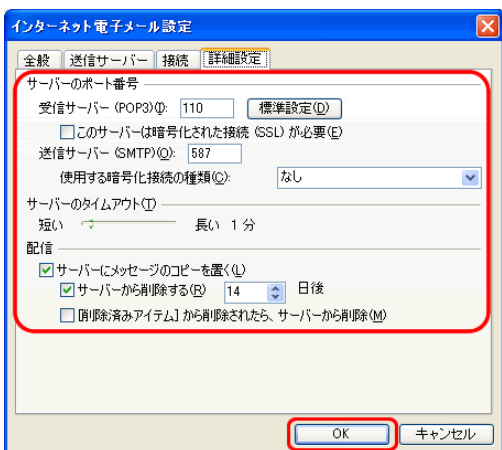 インターネット電子メール設定
全般 送信サーバー 接続 詳細設定
サーバーのポート番号
受信サーバー (POP3)(I): 110 標準設定(D)
このサーバーは暗号化された接続 (SSL) が必要(E)
送信サーバー (SMTP)(O): 587
使用する暗号化接続の種類(C): なし
サーバーのタイムアウト(T)
短い 長い 1 分
配信
サーバーにメッセージのコピーを置く(L)
サーバーから削除する(R) 14 日後
[削除済みアイテム] から削除されたら、サーバーから削除(M)
OK キャンセル